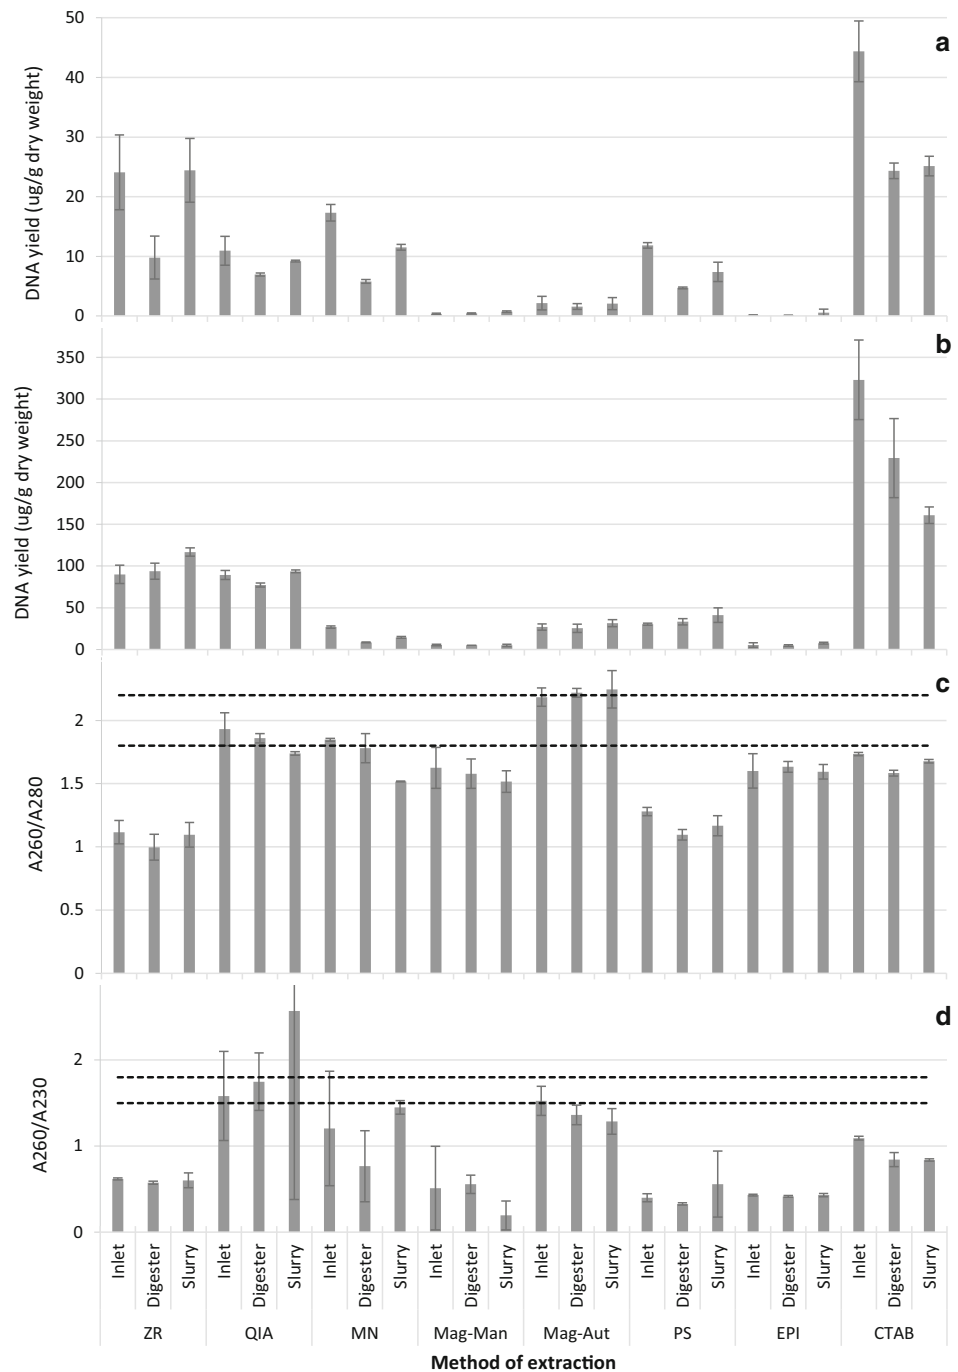 a
50
40
30
20
10
0
DNA yield (ug/g dry weight)
b
350
300
250
200
150
100
50
0
DNA yield (ug/g dry weight)
c
2
1.5
1
0.5
0
A260/A280
d
2
1
0
A260/A230
Inlet Digester Slurry Inlet Digester Slurry Inlet Digester Slurry Inlet Digester Slurry Inlet Digester Slurry Inlet Digester Slurry Inlet Digester Slurry Inlet Digester Slurry
ZR QIA MN Mag-Man Mag-Aut PS EPI CTAB
Method of extraction